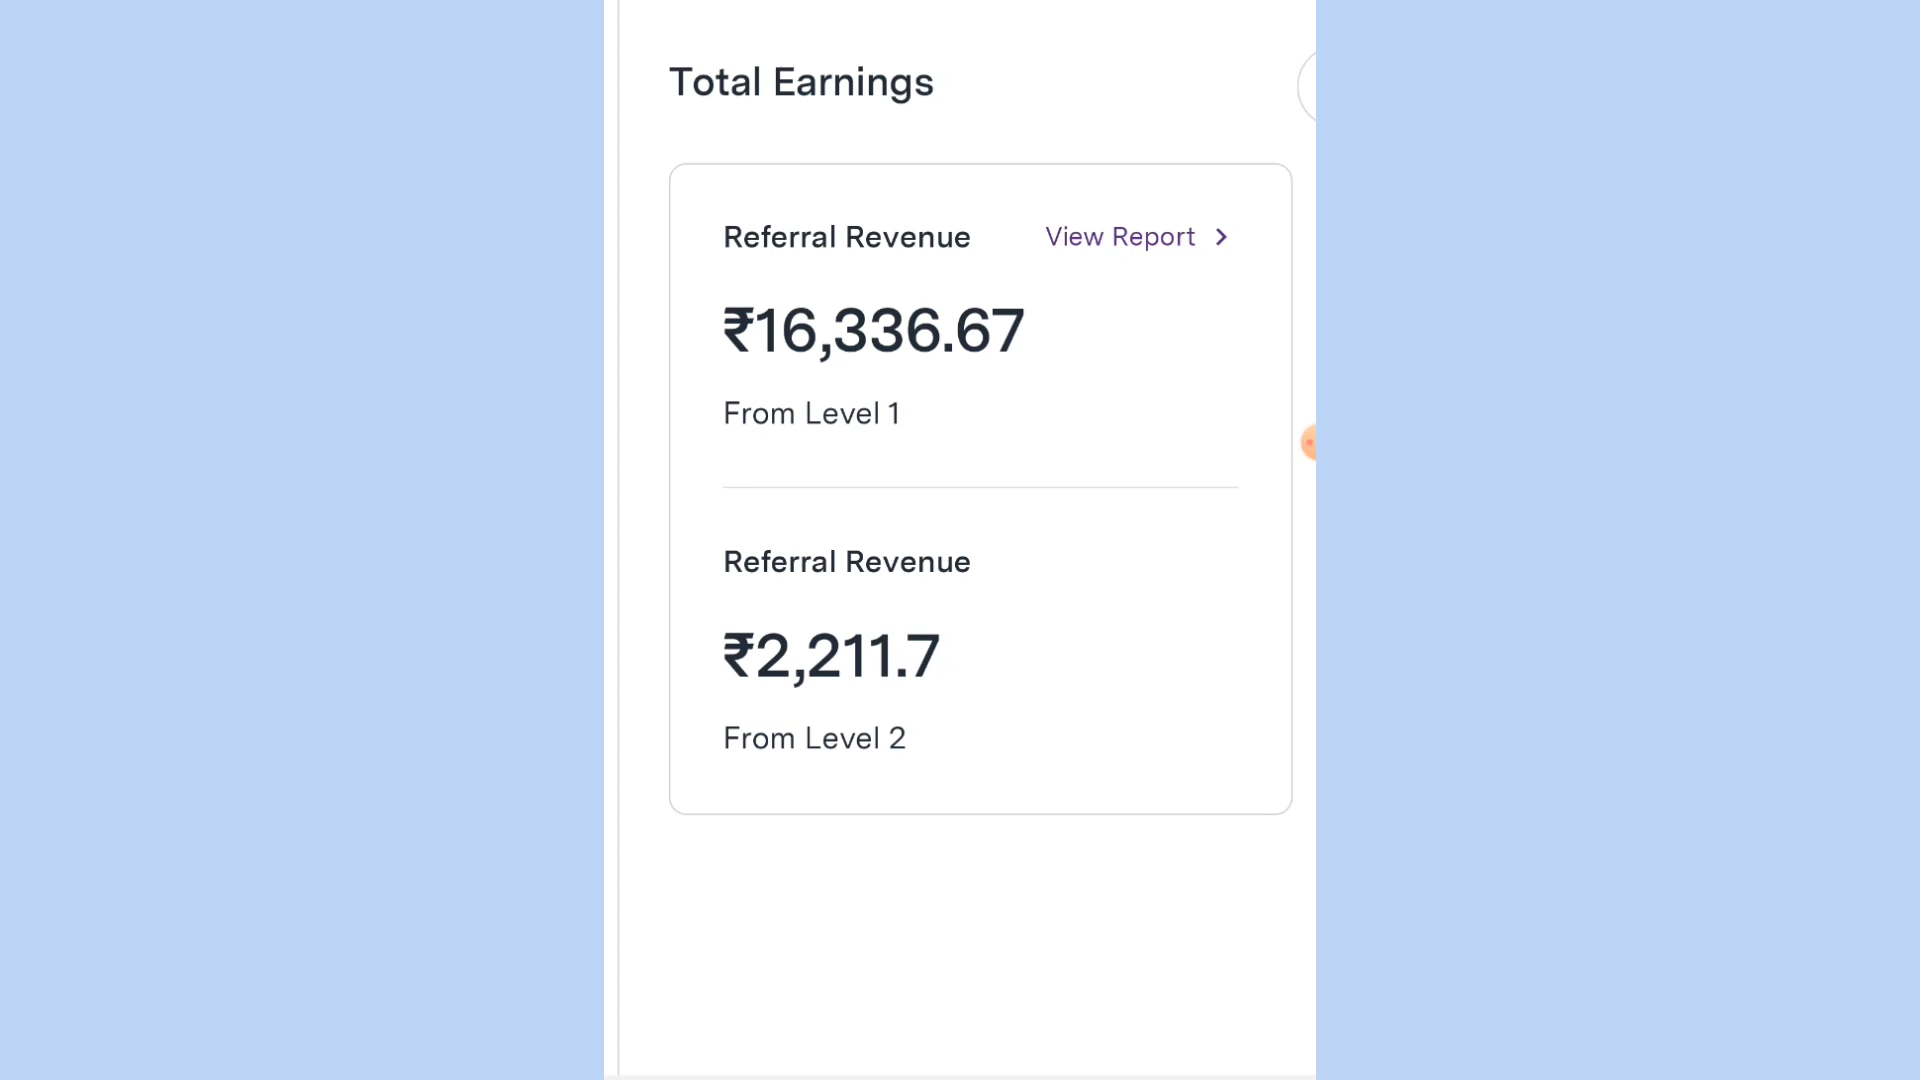 Total Earnings
Referral Revenue View Report
₹16,336.67
From Level 1
Referral Revenue
₹2,211.7
From Level 2